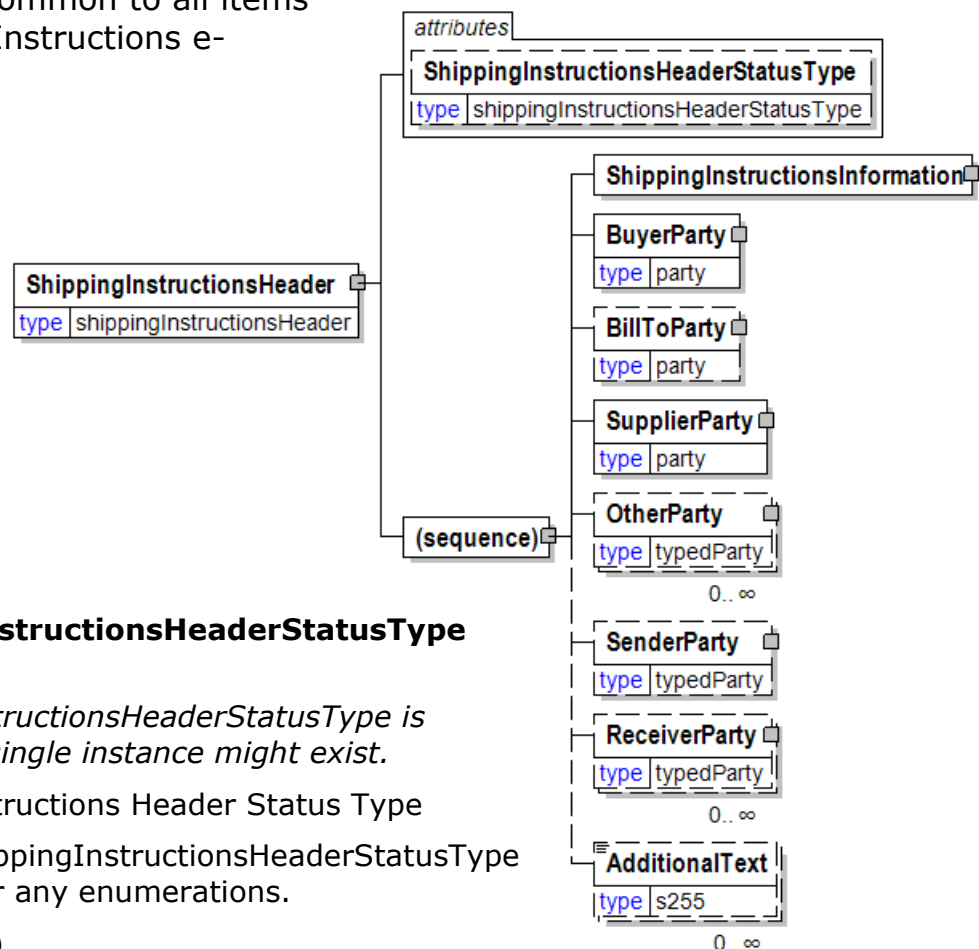 ommon to all items
Instructions e-
attributes
ShippingInstructionsHeaderStatusType
type shippingInstructionsHeaderStatusType
ShippingInstructionsHeader
type shippingInstructionsHeader
(sequence)
ShippingInstructionsInformation
BuyerParty
type party
BillToParty
type party
SupplierParty
type party
OtherParty
type typedParty
0.. ∞
SenderParty
type typedParty
ReceiverParty
type typedParty
0.. ∞
AdditionalText
type s255
0.. ∞
structionsHeaderStatusType
tructionsHeaderStatusType is
single instance might exist.
tructions Header Status Type
ppingInstructionsHeaderStatusType
r any enumerations.
)